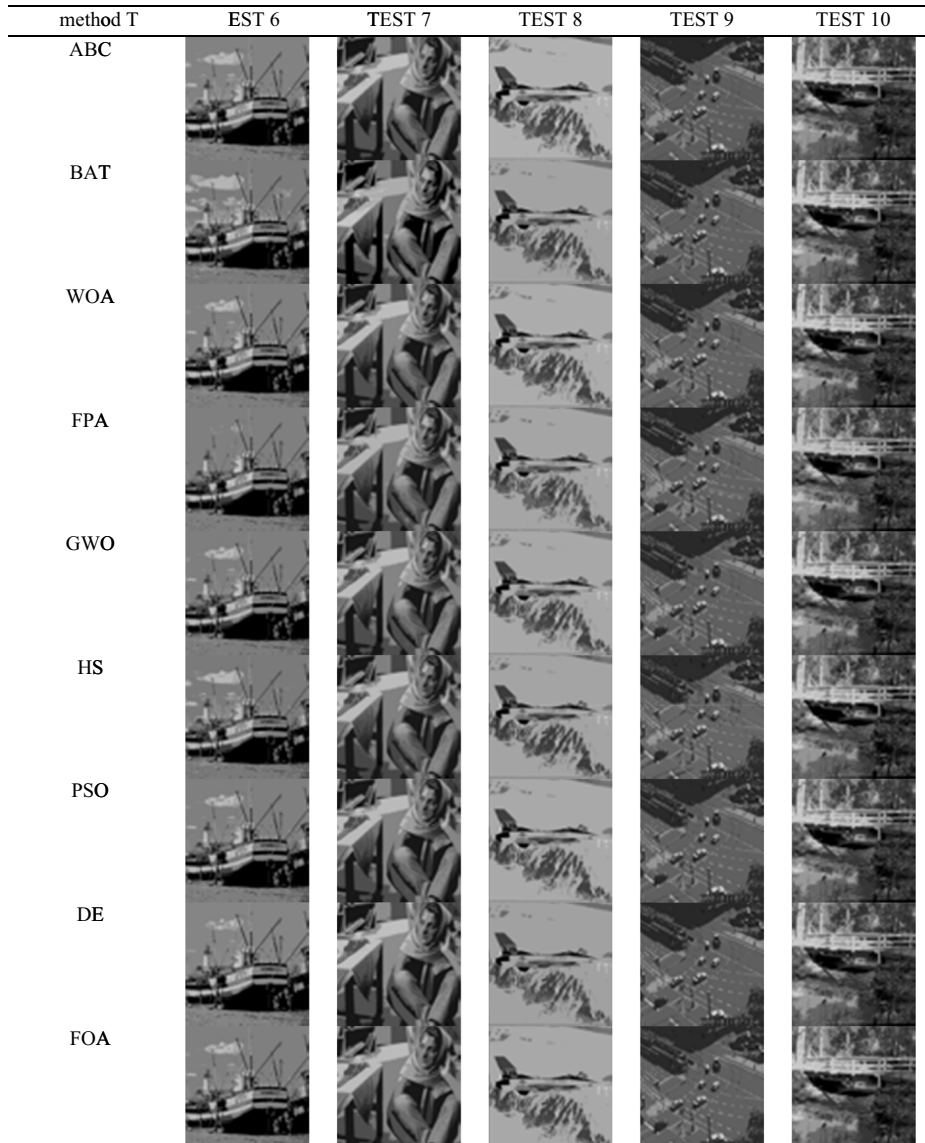 method T EST 6 TEST 7 TEST 8 TEST 9 TEST 10
ABC
BAT
WOA
FPA
GWO
HS
PSO
DE
FOA